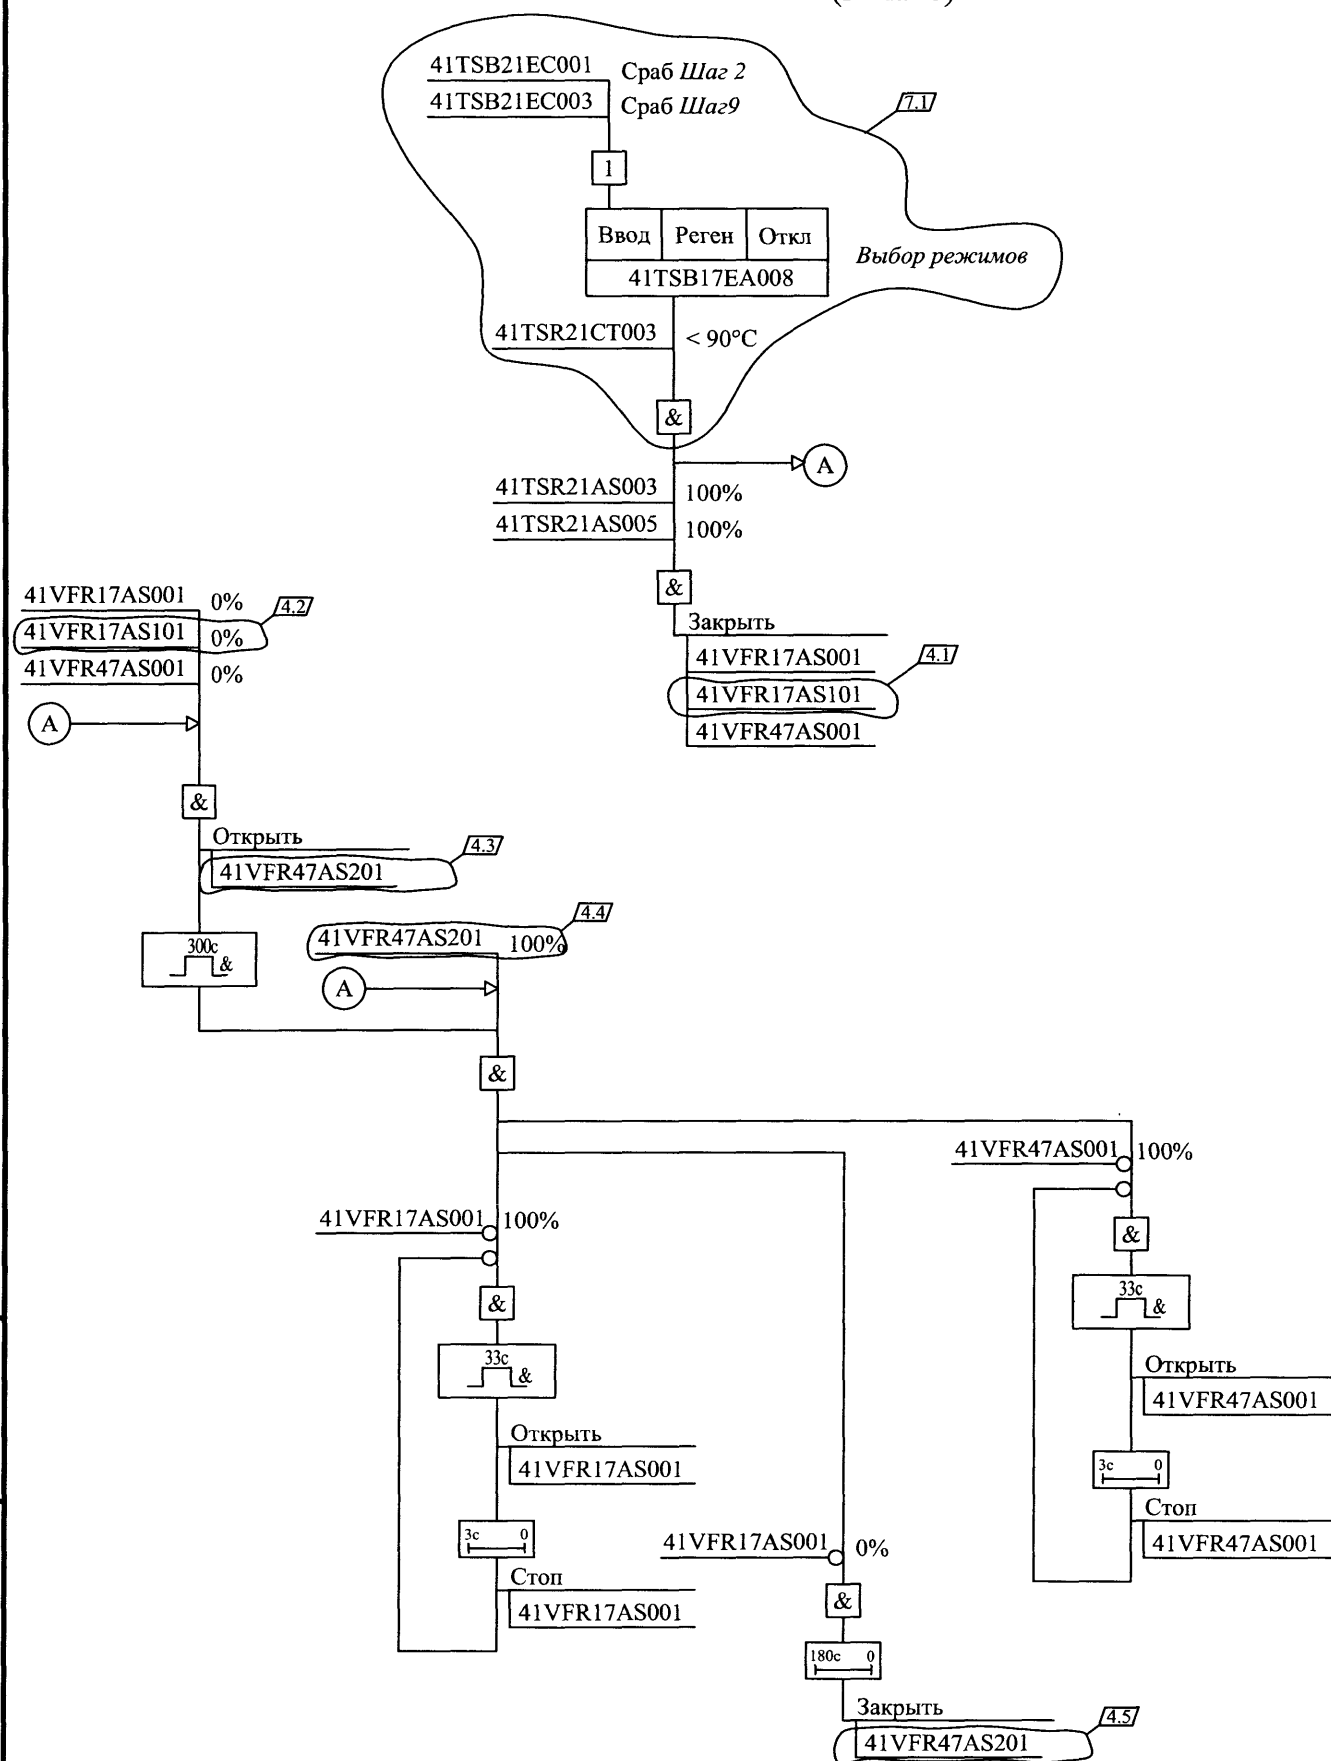 41TSB21EC001 Сраб Шаг 2
41TSB21EC003 Сраб Шаг9
7.1
1
Ввод Реген Откл
41TSB17EA008
Выбор режимов
41TSR21CT003 < 90°C
&
A
41TSR21AS003 100%
41TSR21AS005 100%
&
Закрыть
41VFR17AS001
41VFR17AS101
4.1
41VFR47AS001
41VFR17AS001 0%
4.2
41VFR17AS101 0%
41VFR47AS001 0%
A
&
Открыть
4.3
41VFR47AS201
300с
&
4.4
41VFR47AS201 100%
A
&
41VFR17AS001 100%
&
33с
&
Открыть
41VFR17AS001
3с 0
Стоп
41VFR17AS001
41VFR17AS001 0%
&
180с 0
Закрыть
4.5
41VFR47AS201
41VFR47AS001 100%
&
33с
&
Открыть
41VFR47AS001
3с 0
Стоп
41VFR47AS001